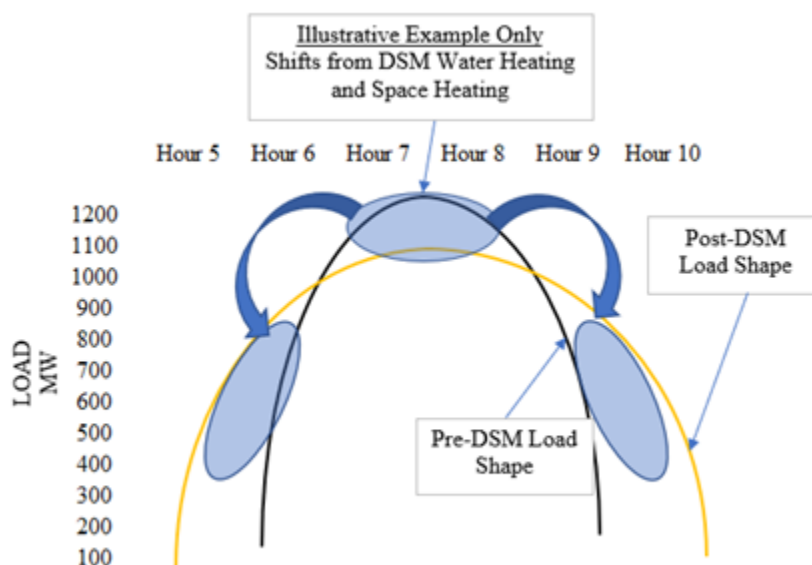 Illustrative Example Only
Shifts from DSM Water Heating
and Space Heating
Hour 5 Hour 6 Hour 7 Hour 8 Hour 9 Hour 10
1200
1100
1000
900
800
700
600
500
400
300
200
100
LOAD
MW
Post-DSM
Load Shape
Pre-DSM Load
Shape